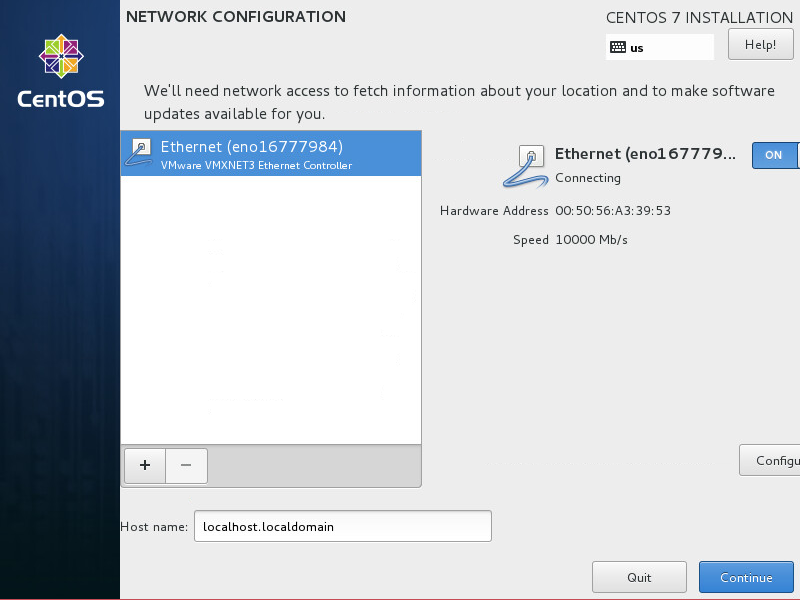 NETWORK CONFIGURATION
CENTOS 7 INSTALLATION
us
Help!
CentOS
We'll need network access to fetch information about your location and to make software
updates available for you.
Ethernet (eno16777984)
VMware VMXNET3 Ethernet Controller
Ethernet (eno167779...
ON
Connecting
Hardware Address 00:50:56:A3:39:53
Speed 10000 Mb/s
+
−
Configu
Host name: localhost.localdomain
Quit
Continue